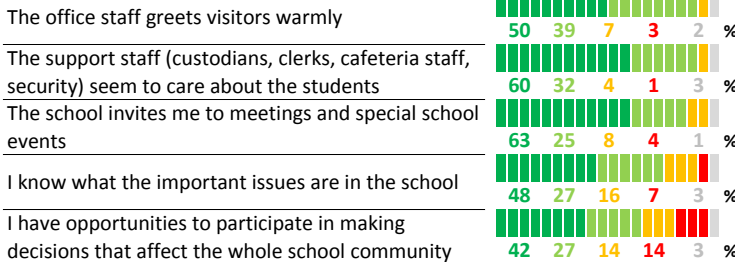 The office staff greets visitors warmly
50 39 7 3 2 %
The support staff (custodians, clerks, cafeteria staff,
security) seem to care about the students
60 32 4 1 3 %
The school invites me to meetings and special school
events
63 25 8 4 1 %
I know what the important issues are in the school
48 27 16 7 3 %
I have opportunities to participate in making
decisions that affect the whole school community
42 27 14 14 3 %